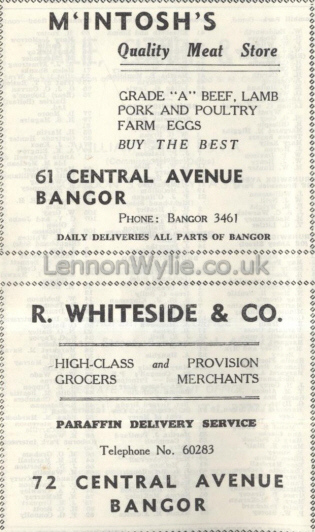 M'INTOSH'S
Quality Meat Store
GRADE "A" BEEF, LAMB
PORK AND POULTRY
FARM EGGS
BUY THE BEST
61 CENTRAL AVENUE
BANGOR
PHONE: BANGOR 3461
DAILY DELIVERIES ALL PARTS OF BANGOR
LennonWylie.co.uk
R. WHITESIDE & CO.
HIGH-CLASS and PROVISION
GROCERS MERCHANTS
PARAFFIN DELIVERY SERVICE
Telephone No. 60283
72 CENTRAL AVENUE
BANGOR